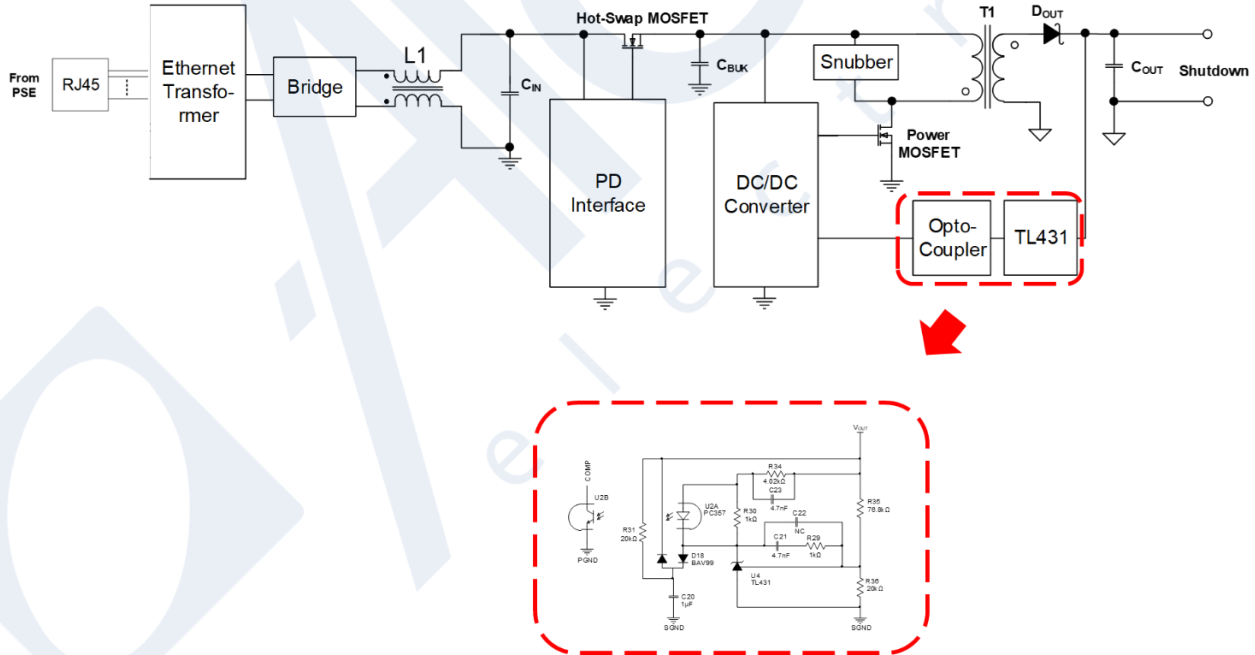 Hot-Swap MOSFET
T1
DOUT
L1
From
PSE
RJ45
Ethernet
Transfo-
rmer
Bridge
CIN
CBUK
Snubber
COUT
Shutdown
Power
MOSFET
PD
Interface
DC/DC
Converter
Opto-
Coupler
TL431
e l e c t r
VOUT
COMP
U2B
PGND
R31
20kΩ
U2A
PC357
R34
4.02kΩ
C23
4.7nF
R30
1kΩ
R35
76.8kΩ
C22
NC
C21
4.7nF
R29
1kΩ
D18
BAV99
U4
TL431
R36
20kΩ
C20
1µF
SGND
SGND